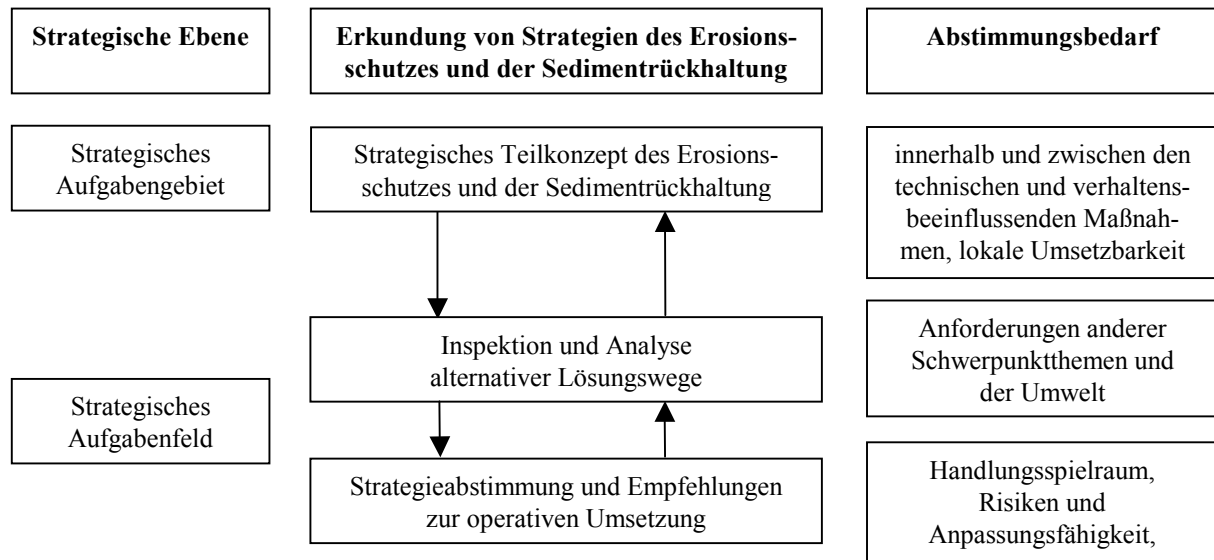 Strategische Ebene
Erkundung von Strategien des Erosions-
schutzes und der Sedimentrückhaltung
Abstimmungsbedarf
Strategisches
Aufgabengebiet
Strategisches Teilkonzept des Erosions-
schutzes und der Sedimentrückhaltung
innerhalb und zwischen den
technischen und verhaltens-
beeinflussenden Maßnah-
men, lokale Umsetzbarkeit
Inspektion und Analyse
alternativer Lösungswege
Anforderungen anderer
Schwerpunktthemen und
der Umwelt
Strategisches
Aufgabenfeld
Strategieabstimmung und Empfehlungen
zur operativen Umsetzung
Handlungsspielraum,
Risiken und
Anpassungsfähigkeit,